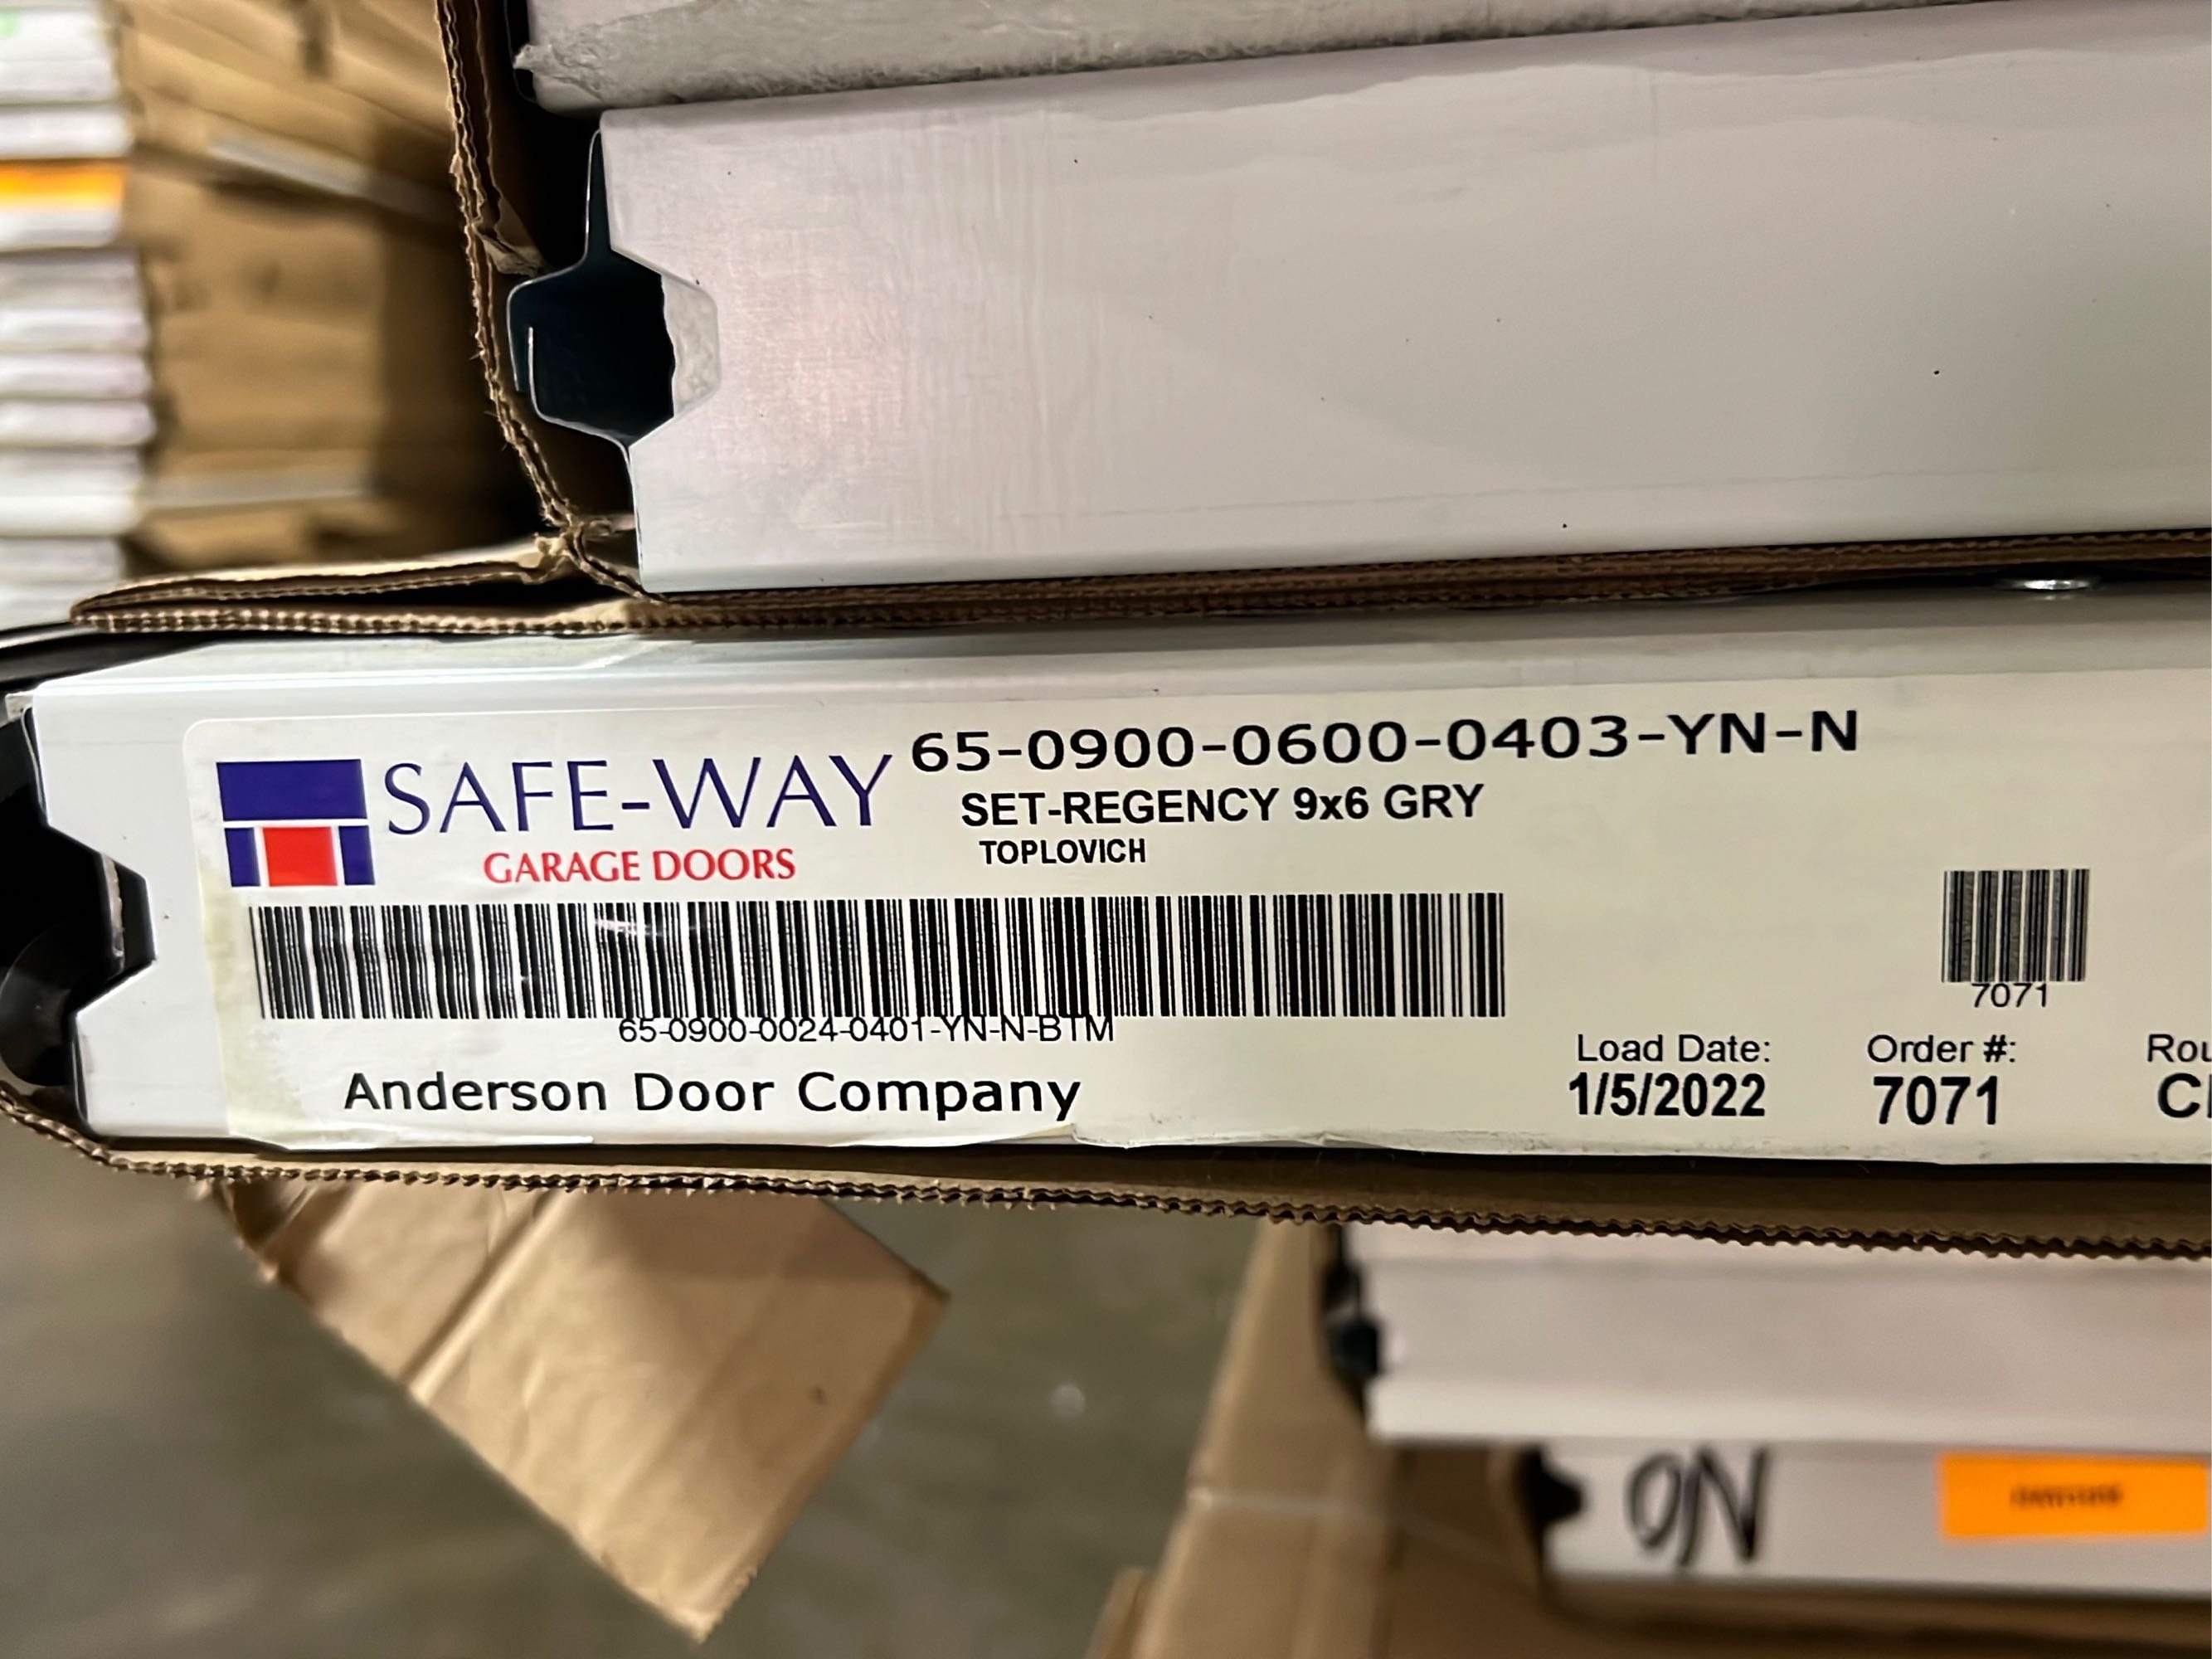 SAFE-WAY
GARAGE DOORS
65-0900-0600-0403-YN-N
SET-REGENCY 9x6 GRY
TOPLOVICH
65-0900-0024-0401-YN-N-BTM
Anderson Door Company
7071
Load Date:
1/5/2022
Order #:
7071